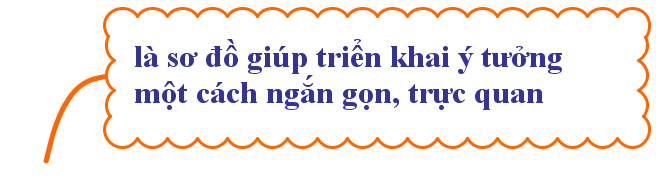 là sơ đồ giúp triển khai ý tưởng
một cách ngắn gọn, trực quan